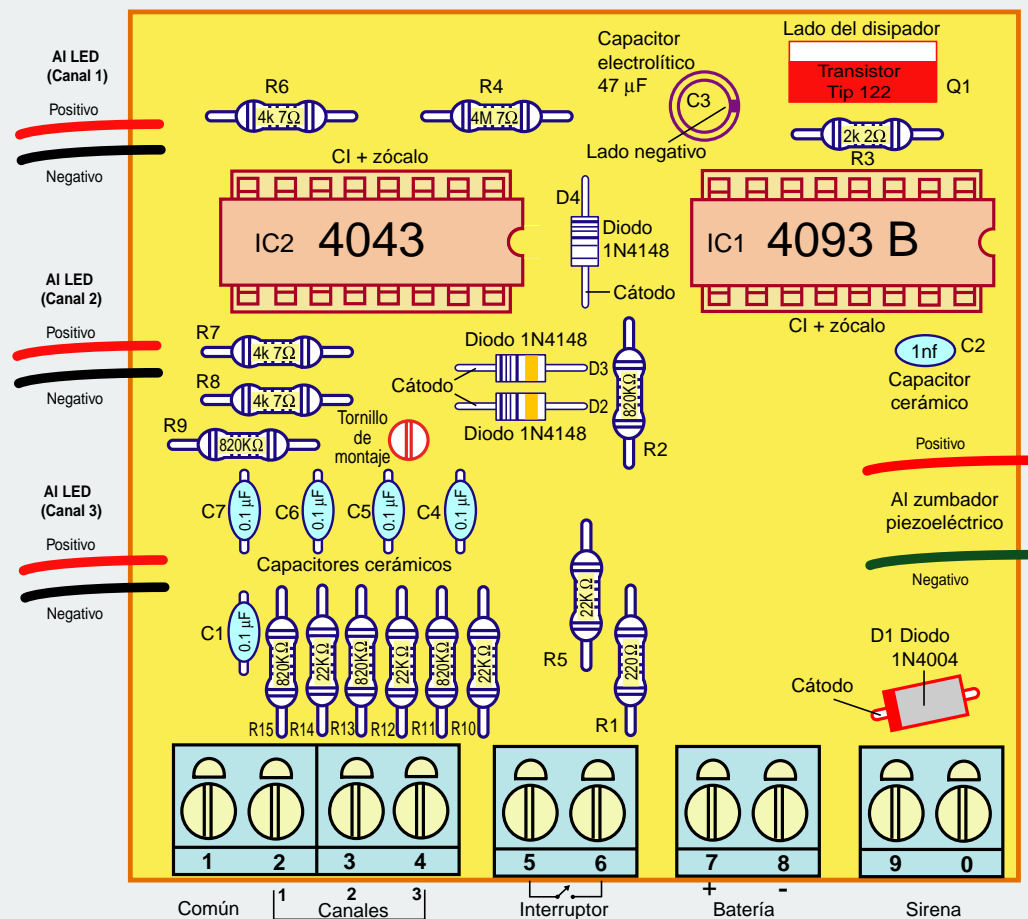 Al LED
(Canal 1)
Positivo
Negativo
R6
4k 7Ω
R4
4M 7Ω
Capacitor
electrolítico
47 µF
C3
Lado negativo
Lado del disipador
Transistor
Tip 122
Q1
2k 2Ω
R3
CI + zócalo
IC2 4043
D4
Diodo
1N4148
Cátodo
IC1 4093 B
CI + zócalo
Al LED
(Canal 2)
Positivo
Negativo
R7
4k 7Ω
R8
4k 7Ω
R9
820KΩ
Tornillo
de
montaje
Diodo 1N4148
D3
Cátodo
D2
Diodo 1N4148
820KΩ
R2
1nf
C2
Capacitor
cerámico
Positivo
Al zumbador
piezoeléctrico
Negativo
Al LED
(Canal 3)
Positivo
Negativo
C7
0.1 µF
C6
0.1 µF
C5
0.1 µF
C4
0.1 µF
Capacitores cerámicos
C1
0.1 µF
820KΩ
22KΩ
820KΩ
22KΩ
820KΩ
22KΩ
R15
R14
R13
R12
R11
R10
22KΩ
R5
220Ω
R1
D1 Diodo
1N4004
Cátodo
1 2 3 4 5 6 7 8 9 0
1 2 3
+ -
Común
Canales
Interruptor
Batería
Sirena